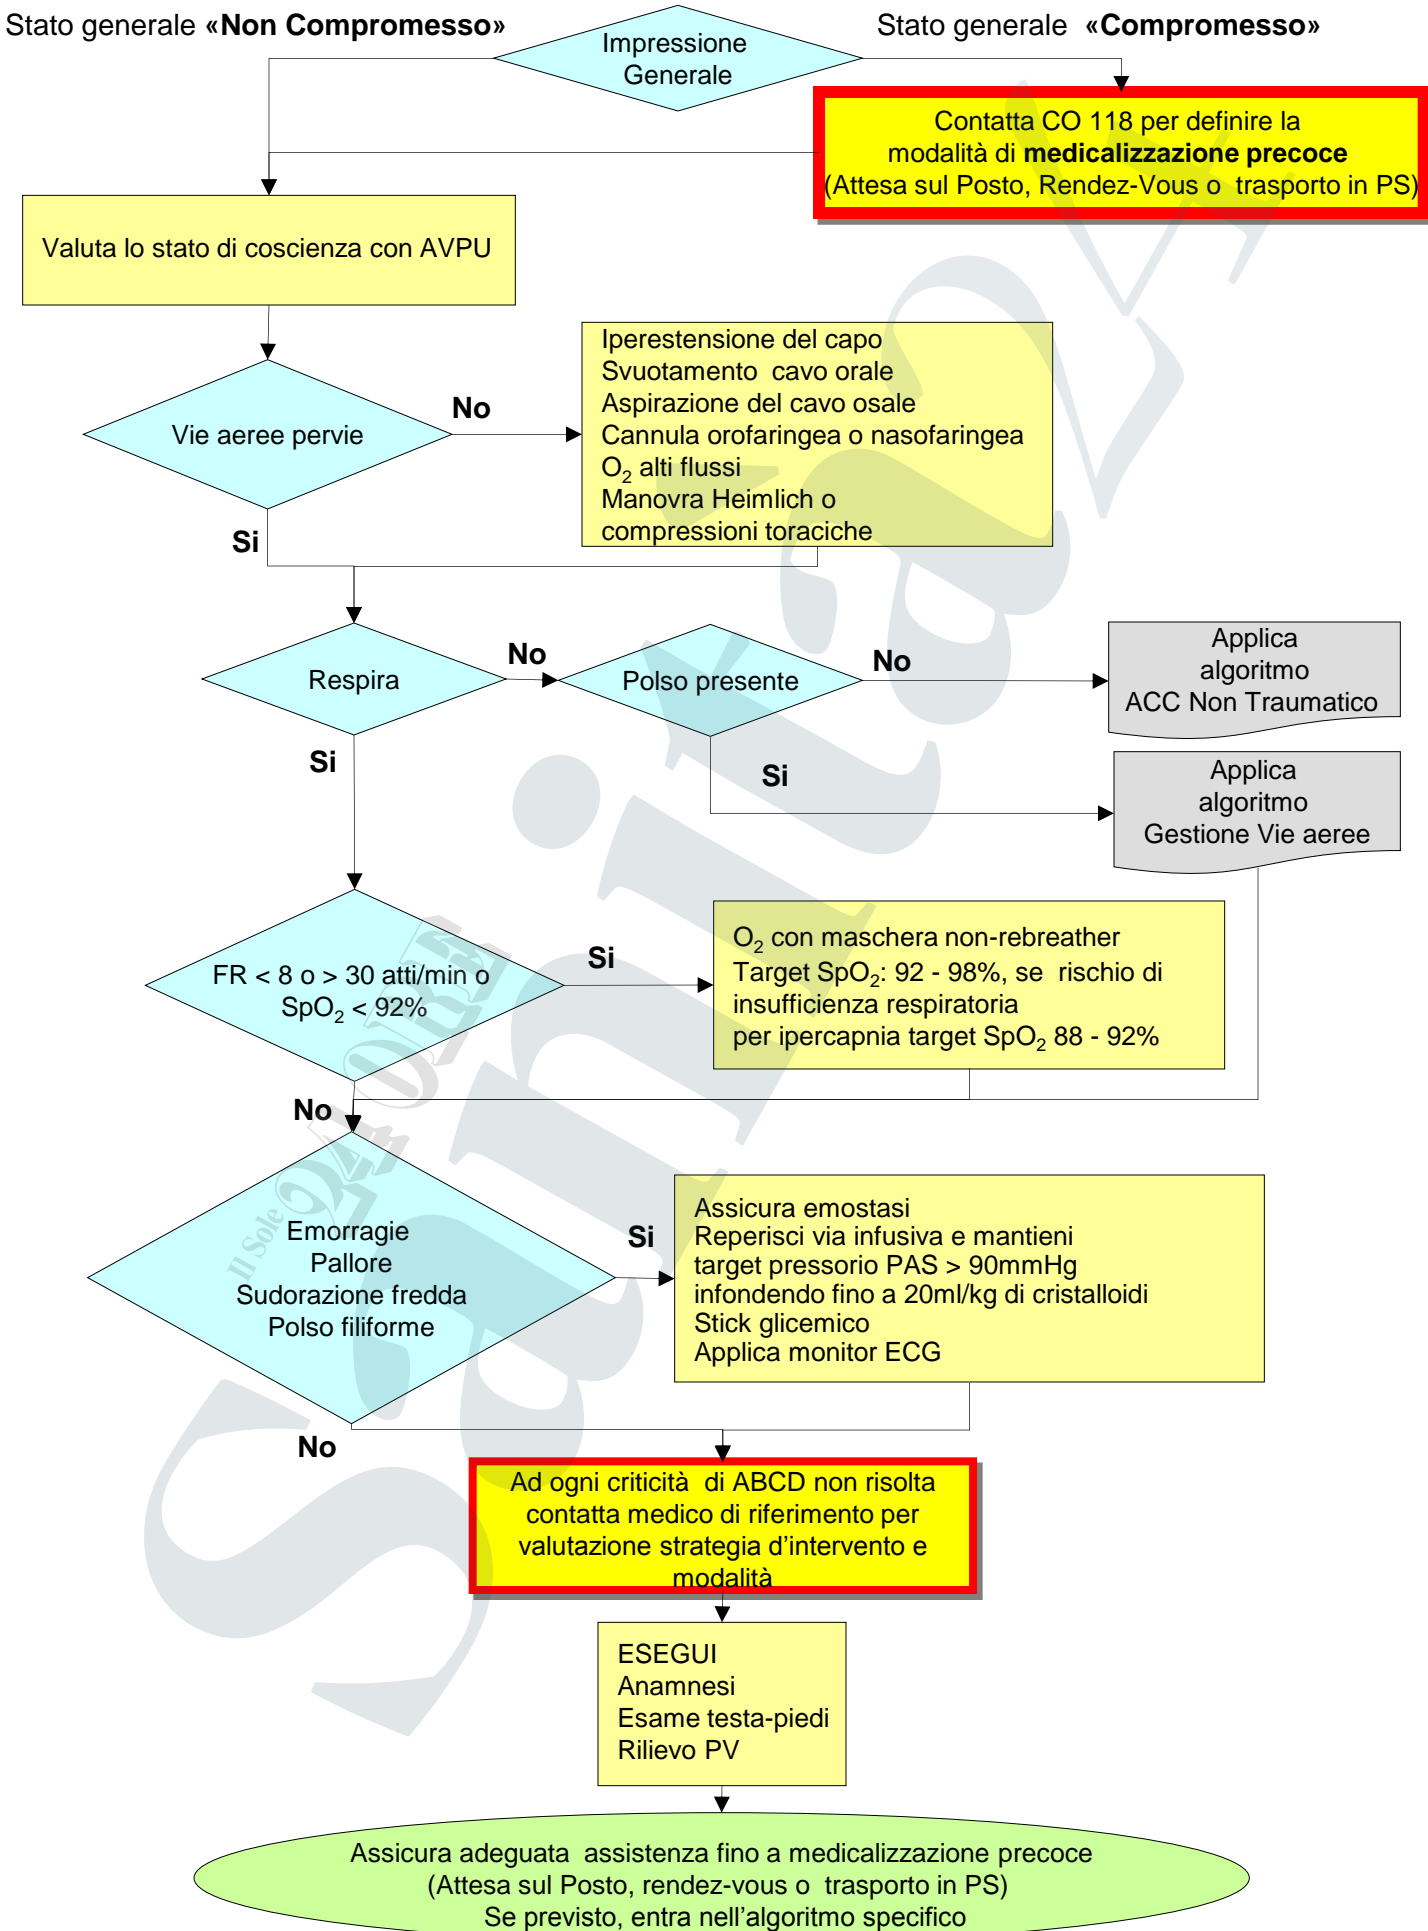 Stato generale «Non Compromesso»
Impressione
Generale
Stato generale «Compromesso»
Contatta CO 118 per definire la
modalità di medicalizzazione precoce
(Attesa sul Posto, Rendez-Vous o trasporto in PS)
Valuta lo stato di coscienza con AVPU
Vie aeree pervie
No
Iperestensione del capo
Svuotamento cavo orale
Aspirazione del cavo osale
Cannula orofaringea o nasofaringea
O2 alti flussi
Manovra Heimlich o
compressioni toraciche
Si
Respira
No
Polso presente
No
Applica
algoritmo
ACC Non Traumatico
Si
Si
Applica
algoritmo
Gestione Vie aeree
FR < 8 o > 30 atti/min o
SpO2 < 92%
Si
O2 con maschera non-rebreather
Target SpO2: 92 - 98%, se rischio di
insufficienza respiratoria
per ipercapnia target SpO2 88 - 92%
No
Emorragie
Pallore
Sudorazione fredda
Polso filiforme
Si
Assicura emostasi
Reperisci via infusiva e mantieni
target pressorio PAS > 90mmHg
infondendo fino a 20ml/kg di cristalloidi
Stick glicemico
Applica monitor ECG
No
Ad ogni criticità di ABCD non risolta
contatta medico di riferimento per
valutazione strategia d'intervento e
modalità
ESEGUI
Anamnesi
Esame testa-piedi
Rilievo PV
Assicura adeguata assistenza fino a medicalizzazione precoce
(Attesa sul Posto, rendez-vous o trasporto in PS)
Se previsto, entra nell'algoritmo specifico
Il Sole 24 ORE
Sanità24